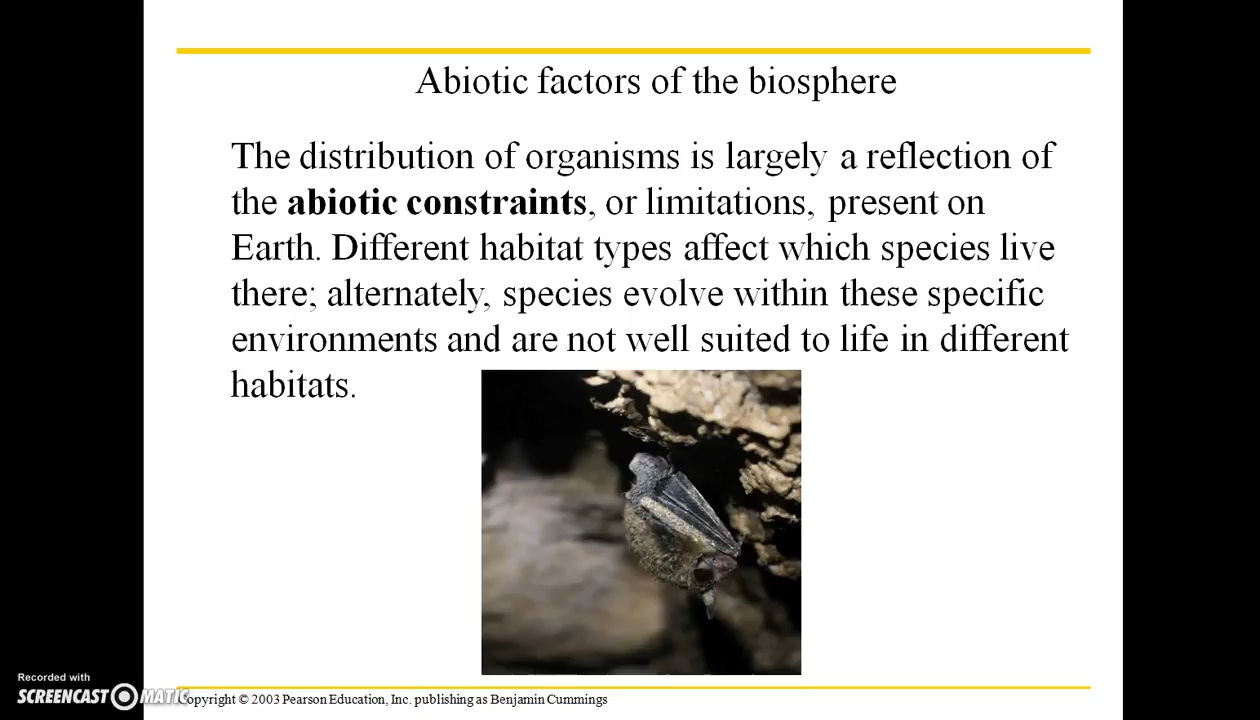 Abiotic factors of the biosphere
The distribution of organisms is largely a reflection of
the abiotic constraints, or limitations, present on
Earth. Different habitat types affect which species live
there; alternately, species evolve within these specific
environments and are not well suited to life in different
habitats.
Recorded with
SCREENCAST MATIC
Copyright © 2003 Pearson Education, Inc. publishing as Benjamin Cummings